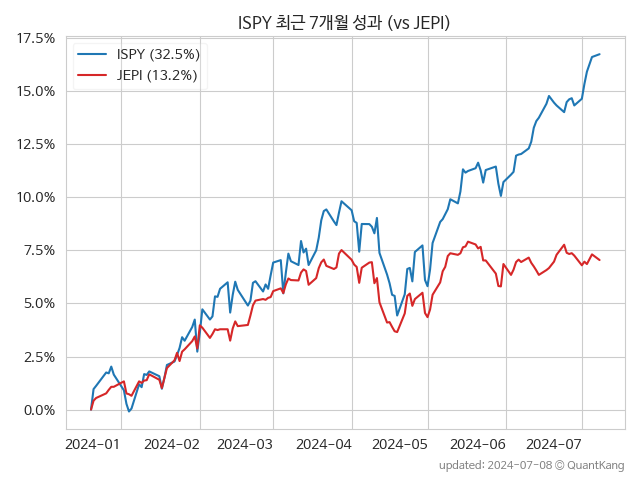 ISPY 최근 7개월 성과 (vs JEPI)
ISPY (32.5%)
JEPI (13.2%)
17.5%
15.0%
12.5%
10.0%
7.5%
5.0%
2.5%
0.0%
2024-01 2024-02 2024-03 2024-04 2024-05 2024-06 2024-07
updated: 2024-07-08 © QuantKang